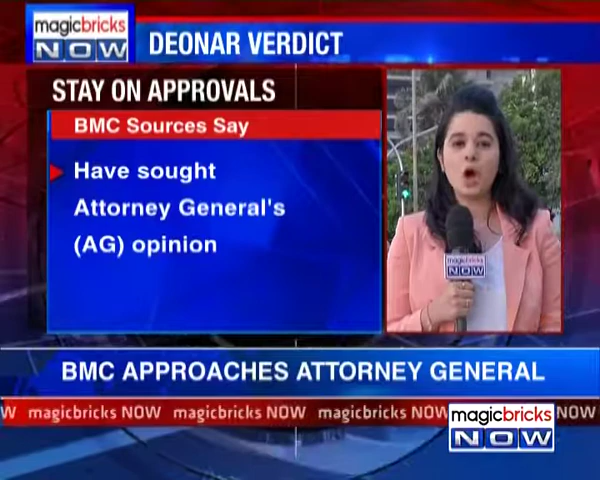 magicbricks
NOW
DEONAR VERDICT
STAY ON APPROVALS
BMC Sources Say
Have sought
Attorney General's
(AG) opinion
magicbricks
NOW
BMC APPROACHES ATTORNEY GENERAL
W magicbricks NOW magicbricks NOW magicbricks NOW NOW
magicbricks
NOW